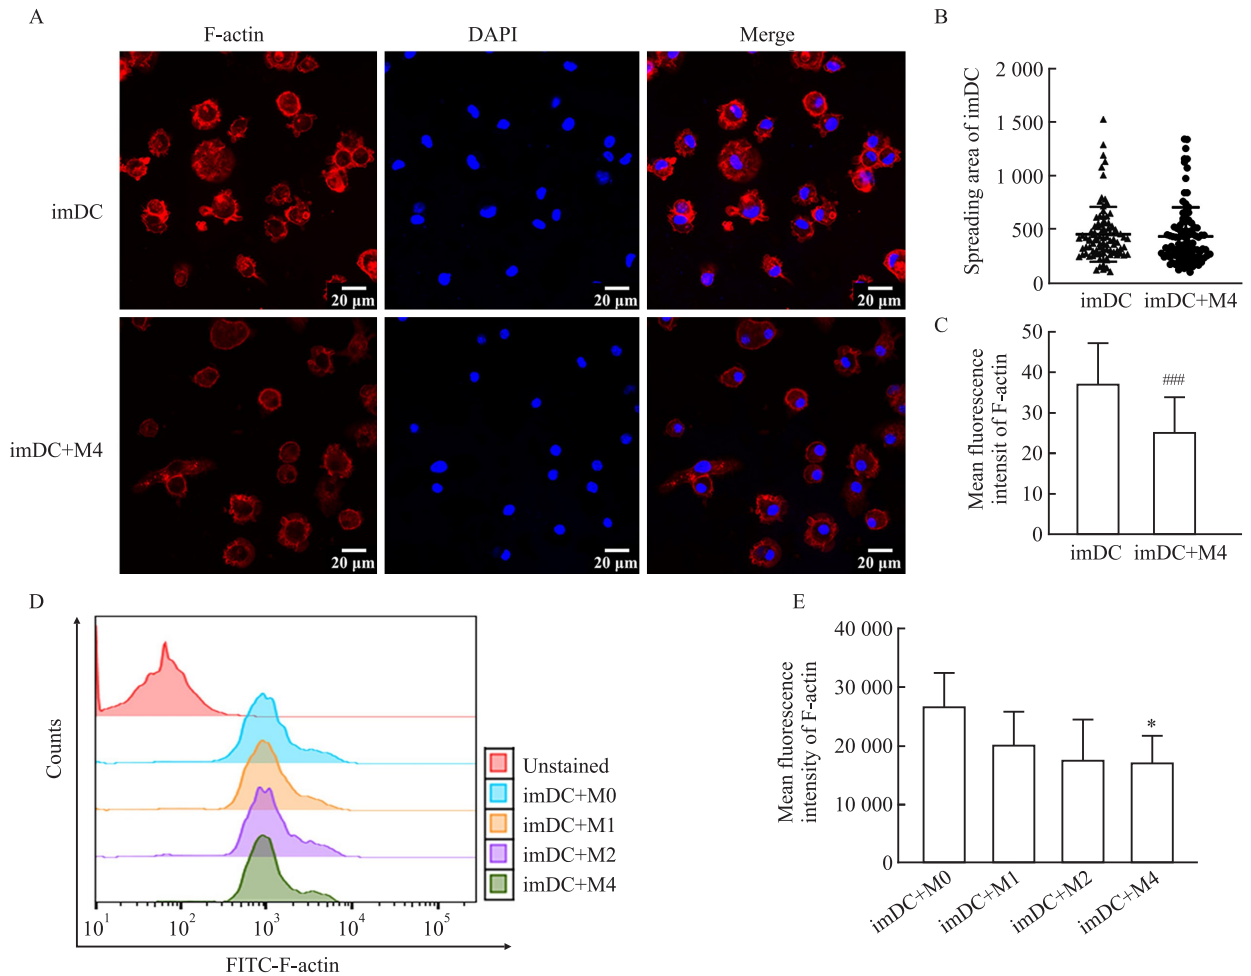 A
F-actin
DAPI
Merge
imDC
20 μm
20 μm
20 μm
imDC+M4
20 μm
20 μm
20 μm
B
Spreading area of imDC
2 000
1 500
1 000
500
0
imDC
imDC+M4
C
Mean fluorescence
intensit of F-actin
50
40
30
20
10
0
###
imDC
imDC+M4
D
Counts
10¹
10²
10³
10⁴
10⁵
FITC-F-actin
Unstained
imDC+M0
imDC+M1
imDC+M2
imDC+M4
E
Mean fluorescence
intensity of F-actin
40 000
30 000
20 000
10 000
0
*
imDC+M0
imDC+M1
imDC+M2
imDC+M4